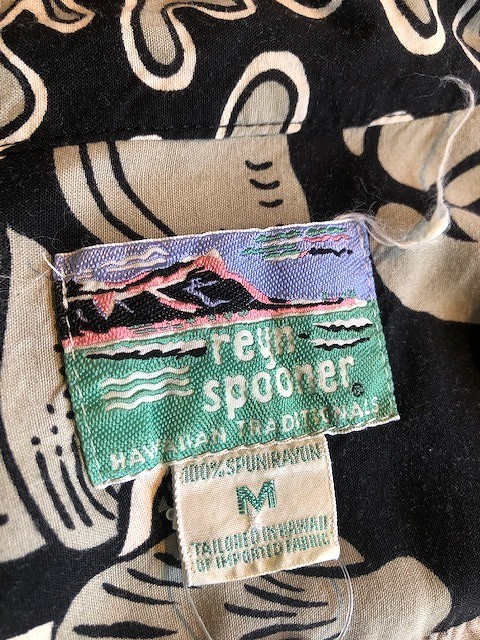 reyn
spooner®
HAWAIIAN TRADITIONALS
100% SPUN RAYON
M
TAILORED IN HAWAII
OF IMPORTED FABRIC